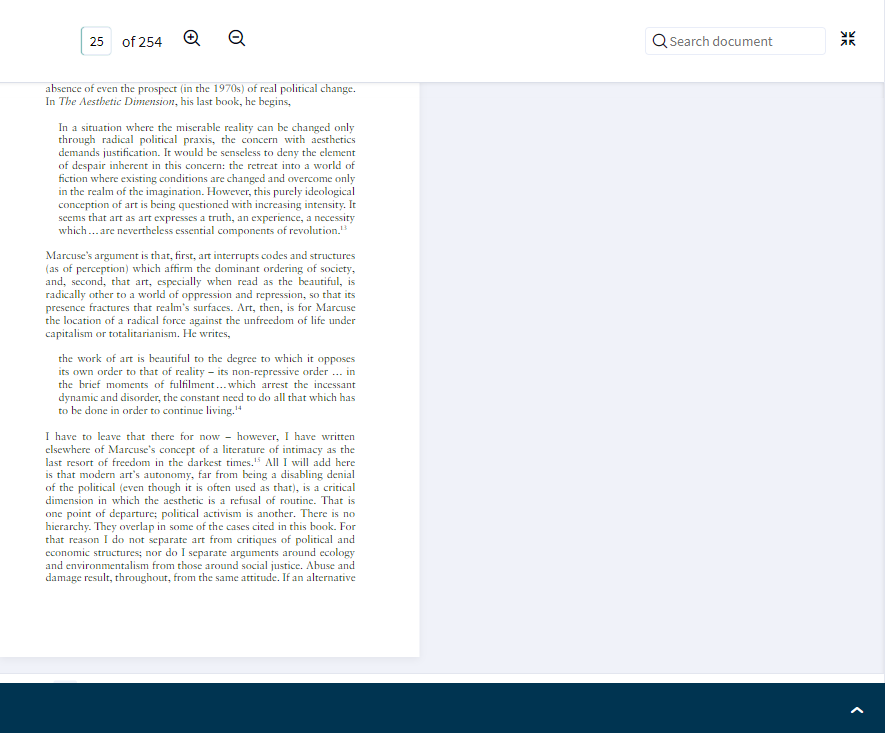 25 of 254 Search document
absence of even the prospect (in the 1970s) of real political change.
In The Aesthetic Dimension, his last book, he begins,
In a situation where the miserable reality can be changed only
through radical political praxis, the concern with aesthetics
demands justification. It would be senseless to deny the element
of despair inherent in this concern: the retreat into a world of
fiction where existing conditions are changed and overcome only
in the realm of the imagination. However, this purely ideological
conception of art is being questioned with increasing intensity. It
seems that art as art expresses a truth, an experience, a necessity
which … are nevertheless essential components of revolution.13
Marcuse's argument is that, first, art interrupts codes and structures
(as of perception) which affirm the dominant ordering of society,
and, second, that art, especially when read as the beautiful, is
radically other to a world of oppression and repression, so that its
presence fractures that realm's surfaces. Art, then, is for Marcuse
the location of a radical force against the unfreedom of life under
capitalism or totalitarianism. He writes,
the work of art is beautiful to the degree to which it opposes
its own order to that of reality – its non-repressive order … in
the brief moments of fulfilment … which arrest the incessant
dynamic and disorder, the constant need to do all that which has
to be done in order to continue living.14
I have to leave that there for now – however, I have written
elsewhere of Marcuse's concept of a literature of intimacy as the
last resort of freedom in the darkest times.15 All I will add here
is that modern art's autonomy, far from being a disabling denial
of the political (even though it is often used as that), is a critical
dimension in which the aesthetic is a refusal of routine. That is
one point of departure; political activism is another. There is no
hierarchy. They overlap in some of the cases cited in this book. For
that reason I do not separate art from critiques of political and
economic structures; nor do I separate arguments around ecology
and environmentalism from those around social justice. Abuse and
damage result, throughout, from the same attitude. If an alternative